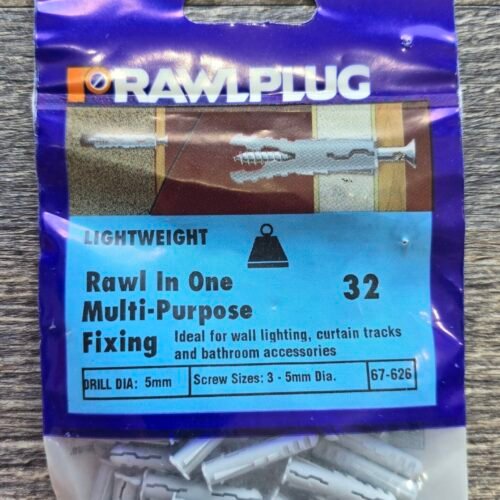 RAWLPLUG
LIGHTWEIGHT
Rawl In One
Multi-Purpose
Fixing
32
Ideal for wall lighting, curtain tracks
and bathroom accessories
DRILL DIA: 5mm
Screw Sizes: 3 - 5mm Dia.
67-626